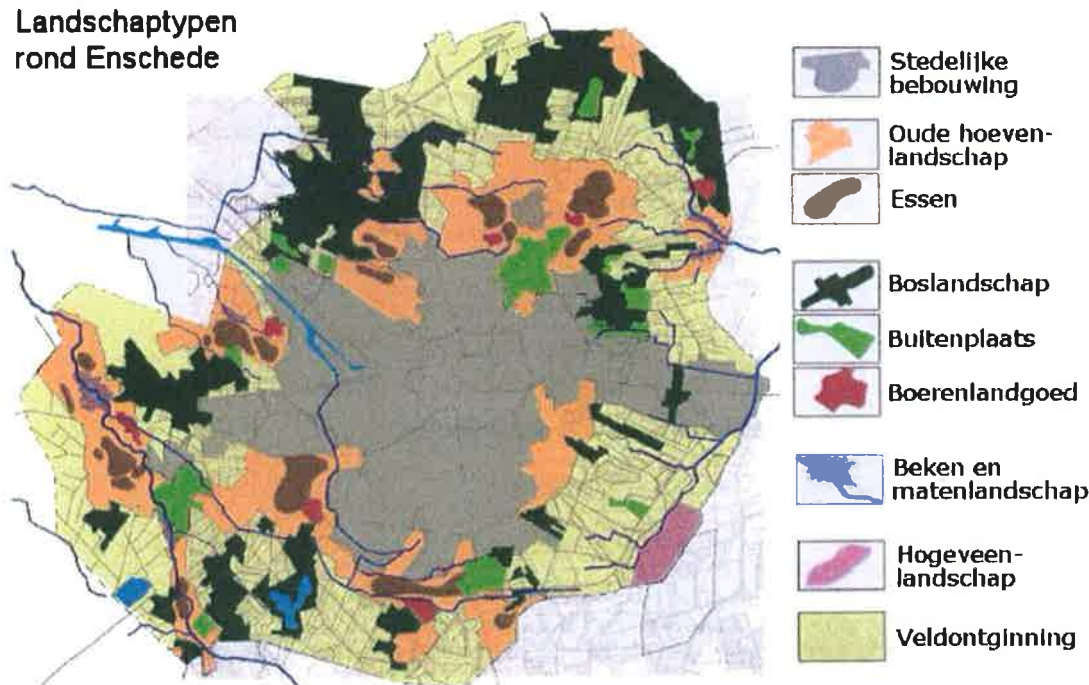 Landschaptypen
rond Enschede
Stedelijke
bebouwing
Oude hoeven-
landschap
Essen
Boslandschap
Buitenplaats
Boerenlandgoed
Beken en
matenlandschap
Hogeveen-
landschap
Veldontginning